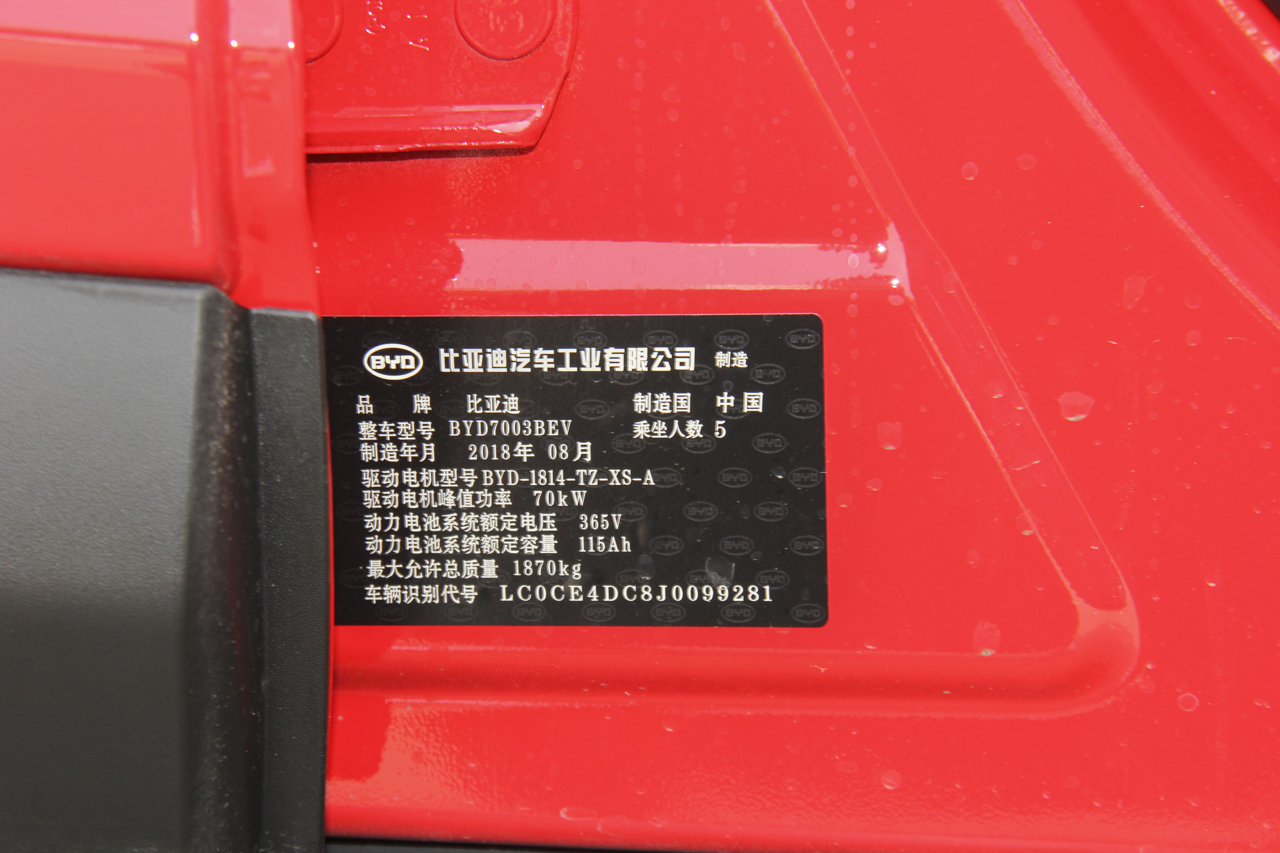 BYD 比亚迪汽车工业有限公司 制造
品 牌 比亚迪 制造国 中国
整车型号 BYD7003BEV 乘坐人数 5
制造年月 2018年 08月
驱动电机型号 BYD-1814-TZ-XS-A
驱动电机峰值功率 70kW
动力电池系统额定电压 365V
动力电池系统额定容量 115Ah
最大允许总质量 1870kg
车辆识别代号 LC0CE4DC8J0099281